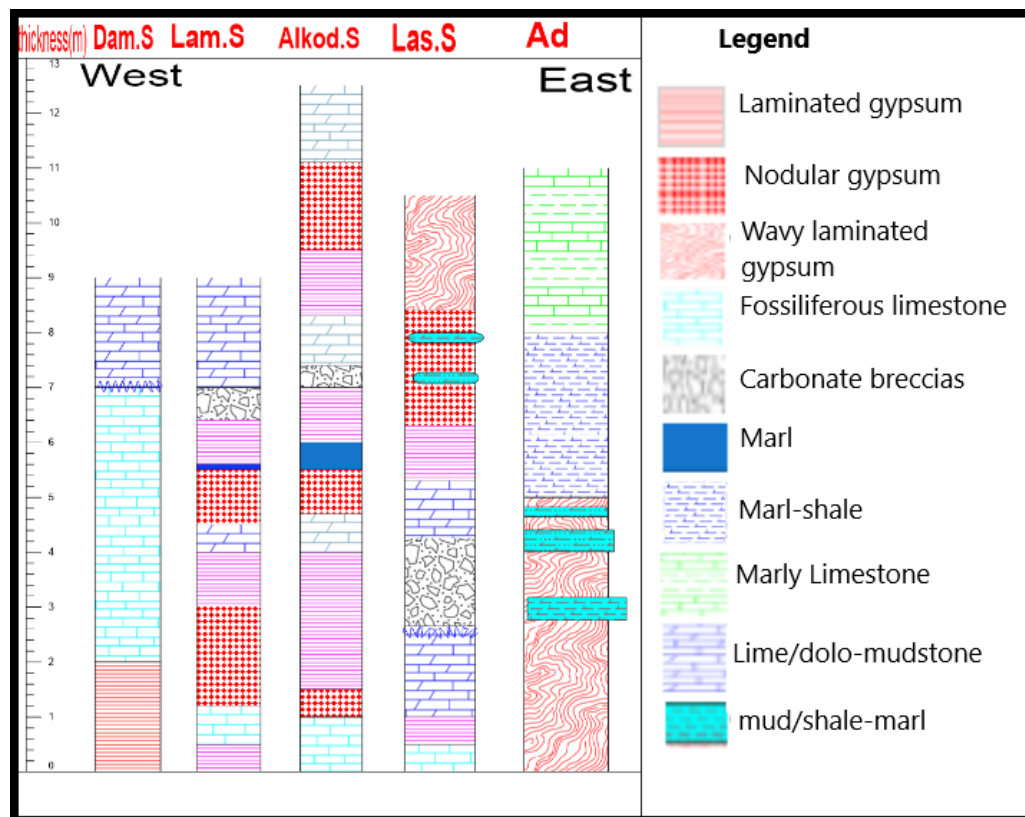 thickness(m) Dam.S Lam.S Alkod.S Las.S Ad
West East
13
12
11
10
9
8
7
6
5
4
3
2
1
0
Legend
Laminated gypsum
Nodular gypsum
Wavy laminated
gypsum
Fossiliferous limestone
Carbonate breccias
Marl
Marl-shale
Marly Limestone
Lime/dolo-mudstone
mud/shale-marl